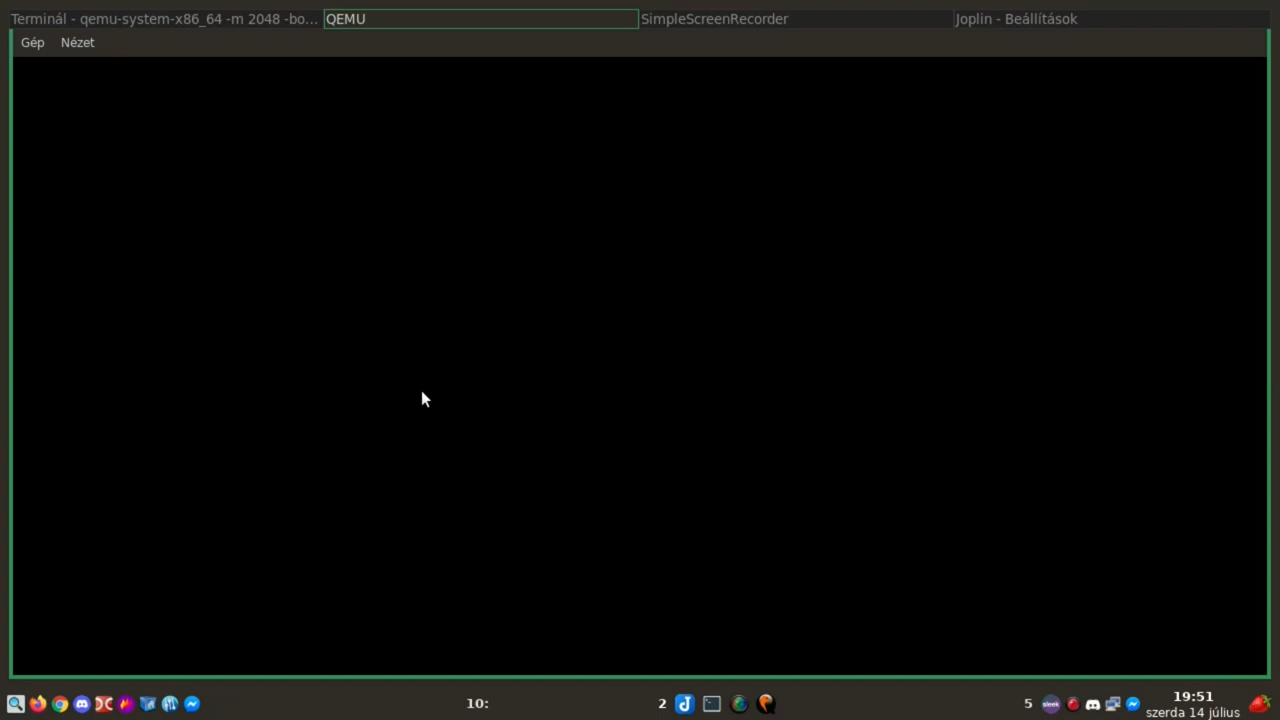 Terminál - qemu-system-x86_64 -m 2048 -bo...
QEMU
SimpleScreenRecorder
Joplin - Beállítások
Gép
Nézet
10:
2
5
sleek
19:51
szerda 14 július